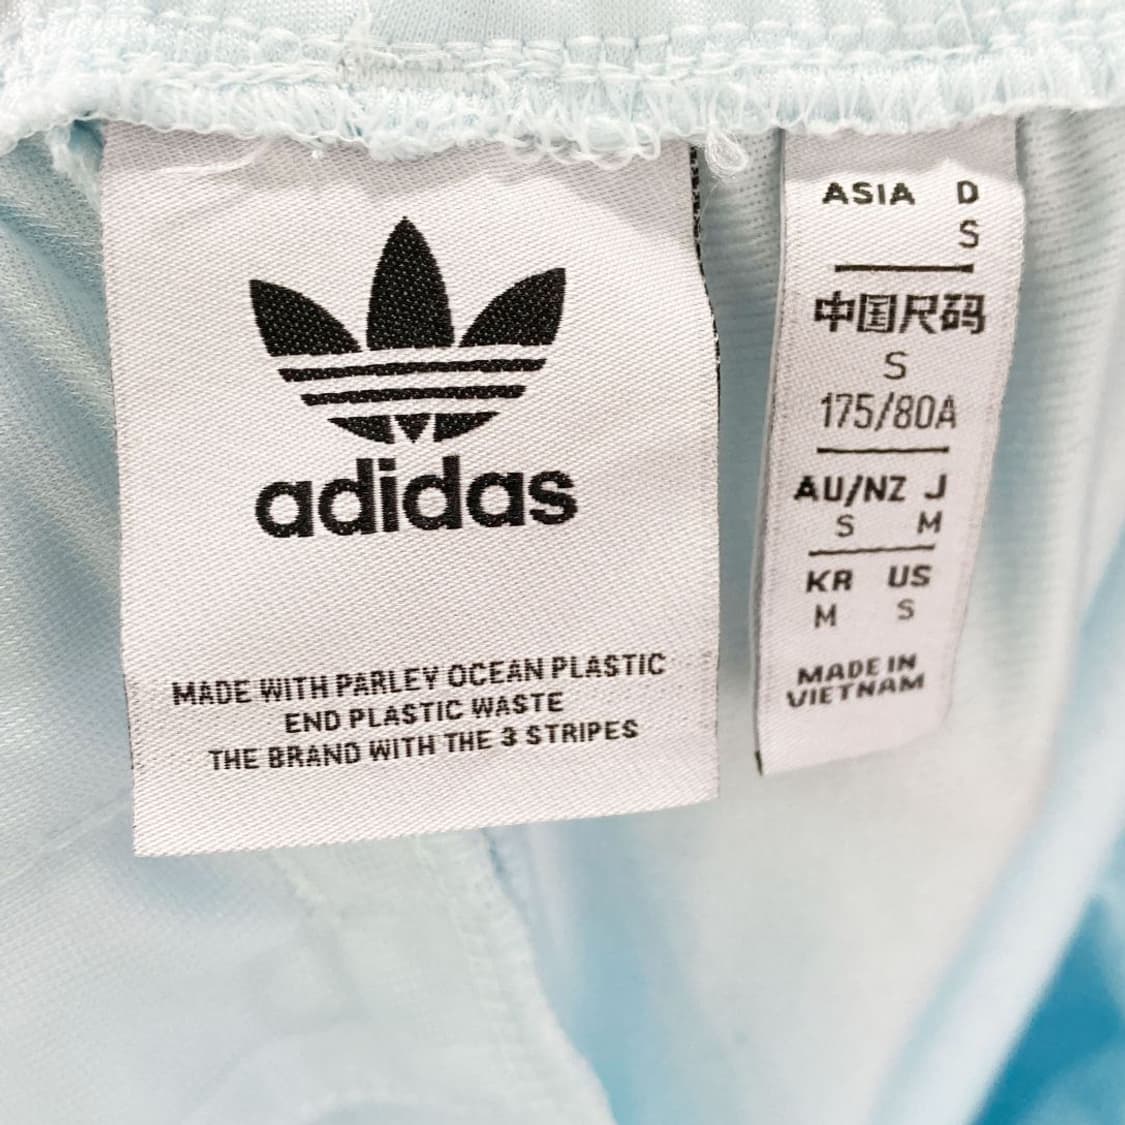 adidas
MADE WITH PARLEY OCEAN PLASTIC
END PLASTIC WASTE
THE BRAND WITH THE 3 STRIPES
ASIA D
S
中国尺码
S
175/80A
AU/NZ J
S M
KR US
M S
MADE IN
VIETNAM